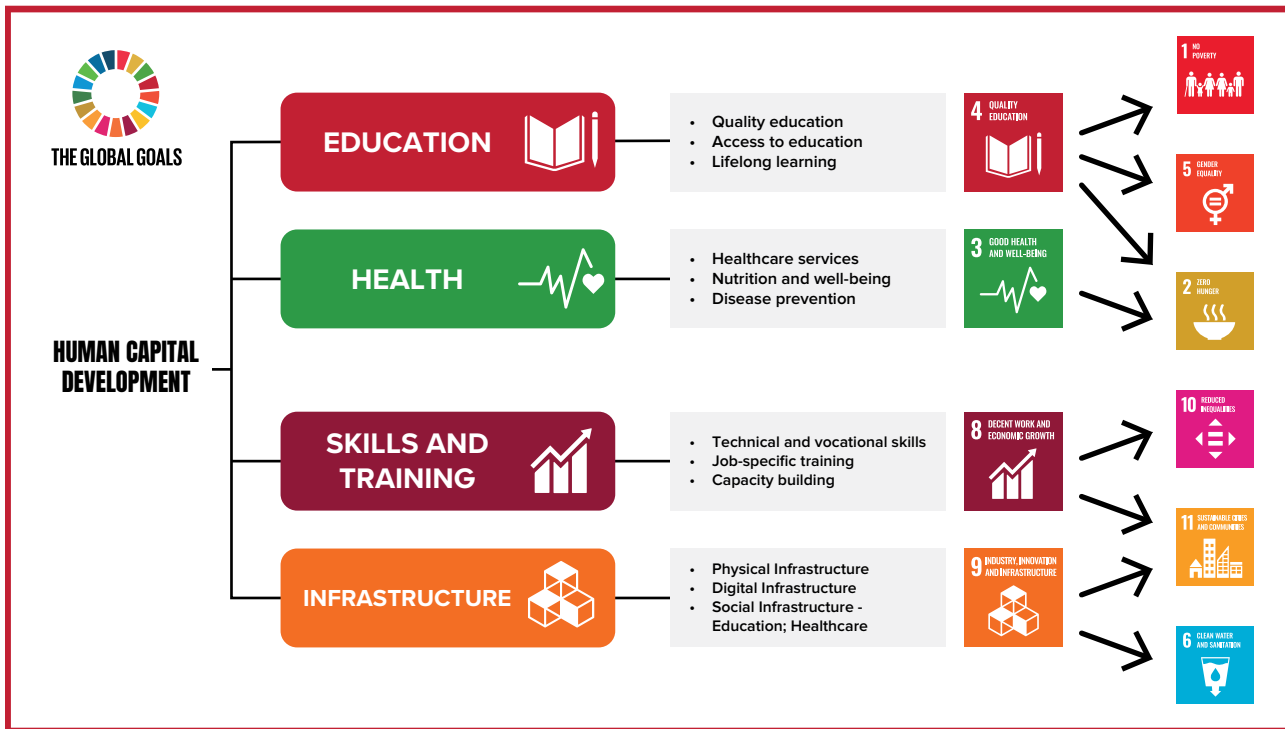 THE GLOBAL GOALS
HUMAN CAPITAL
DEVELOPMENT
EDUCATION
• Quality education
• Access to education
• Lifelong learning
4 QUALITY
EDUCATION
HEALTH
• Healthcare services
• Nutrition and well-being
• Disease prevention
3 GOOD HEALTH
AND WELL-BEING
SKILLS AND
TRAINING
• Technical and vocational skills
• Job-specific training
• Capacity building
8 DECENT WORK AND
ECONOMIC GROWTH
INFRASTRUCTURE
• Physical Infrastructure
• Digital Infrastructure
• Social Infrastructure -
Education; Healthcare
9 INDUSTRY, INNOVATION
AND INFRASTRUCTURE
1 NO
POVERTY
5 GENDER
EQUALITY
2 ZERO
HUNGER
10 REDUCED
INEQUALITIES
11 SUSTAINABLE CITIES
AND COMMUNITIES
6 CLEAN WATER
AND SANITATION